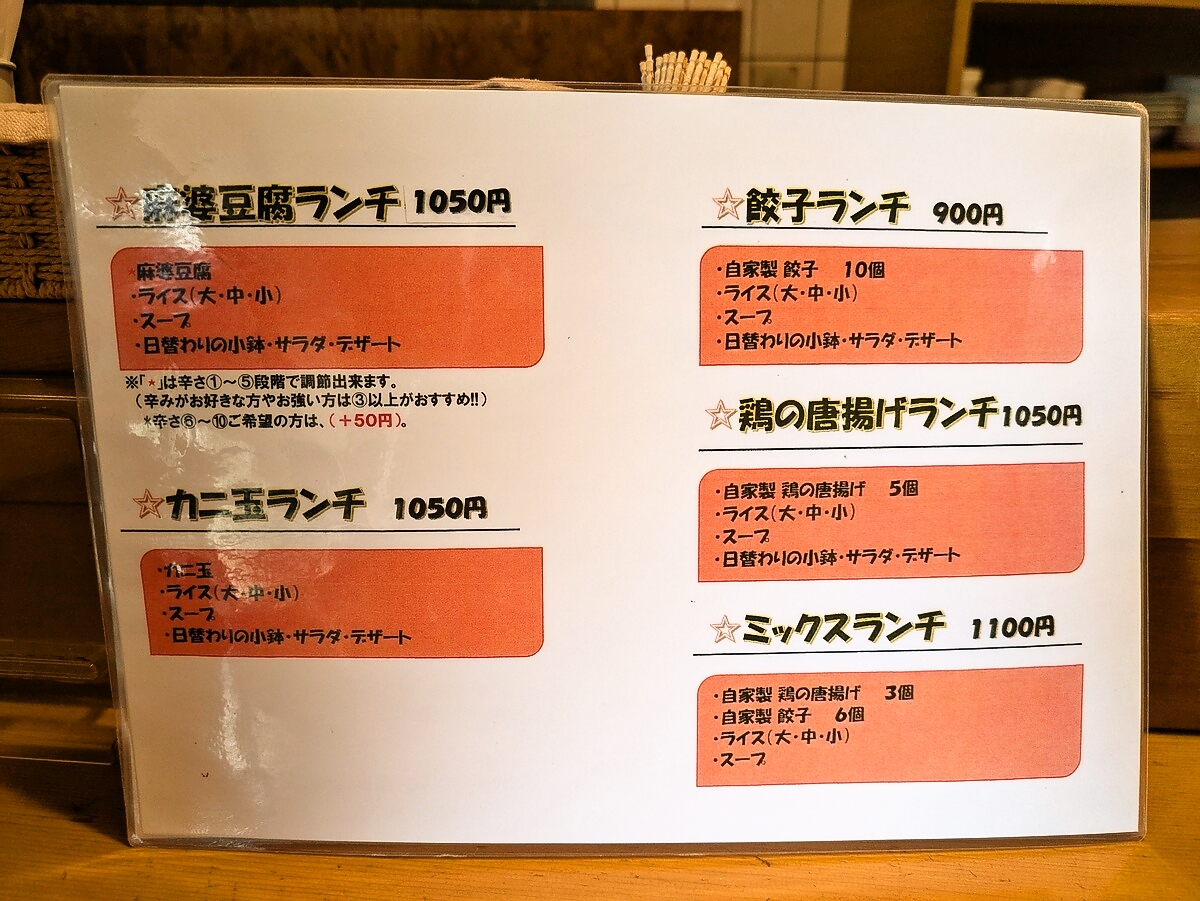 ☆麻婆豆腐ランチ 1050円
*麻婆豆腐
・ライス(大・中・小)
・スープ
・日替わりの小鉢・サラダ・デザート
※「*」は辛さ①～⑤段階で調節出来ます。
(辛みがお好きな方やお強い方は③以上がおすすめ!!)
*辛さ⑥～⑩ご希望の方は、(+50円)。
☆カニ玉ランチ 1050円
・カニ玉
・ライス(大・中・小)
・スープ
・日替わりの小鉢・サラダ・デザート
☆餃子ランチ 900円
・自家製 餃子 10個
・ライス(大・中・小)
・スープ
・日替わりの小鉢・サラダ・デザート
☆鶏の唐揚げランチ1050円
・自家製 鶏の唐揚げ 5個
・ライス(大・中・小)
・スープ
・日替わりの小鉢・サラダ・デザート
☆ミックスランチ 1100円
・自家製 鶏の唐揚げ 3個
・自家製 餃子 6個
・ライス(大・中・小)
・スープ